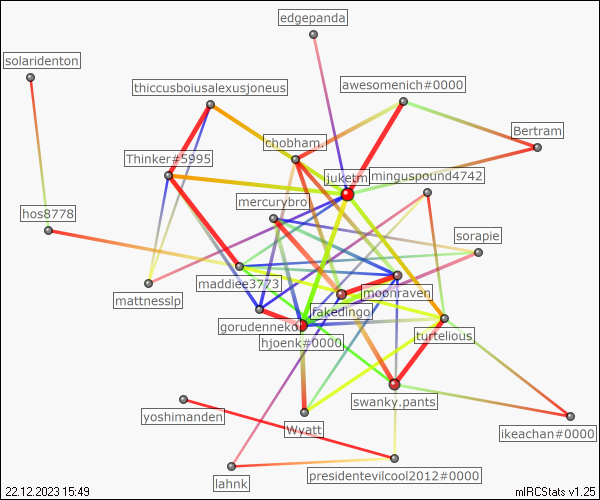 edgepanda
solaridenton
thiccusboiusalexusjoneus
awesomenich#0000
Bertram
chobham.
Thinker#5995
juketm
minguspound4742
mercurybro
hos8778
sorapie
maddiee3773
moonraven
mattnesslp
fakedingo
gorudenneko
hjoenk#0000
turtelious
swanky.pants
yoshimanden
Wyatt
ikeachan#0000
lahnk
presidentevilcool2012#0000
22.12.2023 15:49
mIRCStats v1.25